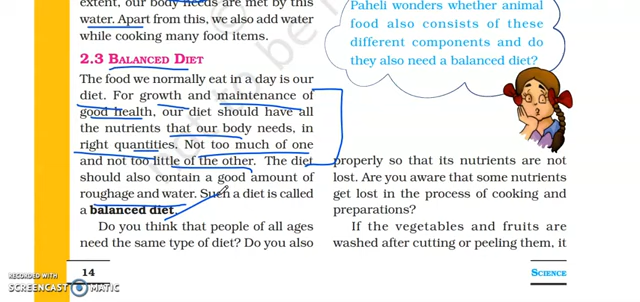 extent, our body needs are met by this
water. Apart from this, we also add water
while cooking many food items.
2.3 BALANCED DIET
The food we normally eat in a day is our
diet. For growth and maintenance of
good health, our diet should have all
the nutrients that our body needs, in
right quantities. Not too much of one
and not too little of the other. The diet
should also contain a good amount of
roughage and water. Such a diet is called
a balanced diet.
Do you think that people of all ages
need the same type of diet? Do you also
Paheli wonders whether animal
food also consists of these
different components and do
they also need a balanced diet?
properly so that its nutrients are not
lost. Are you aware that some nutrients
get lost in the process of cooking and
preparations?
If the vegetables and fruits are
washed after cutting or peeling them, it
14
SCIENCE
RECORDED WITH
SCREENCAST MATIC